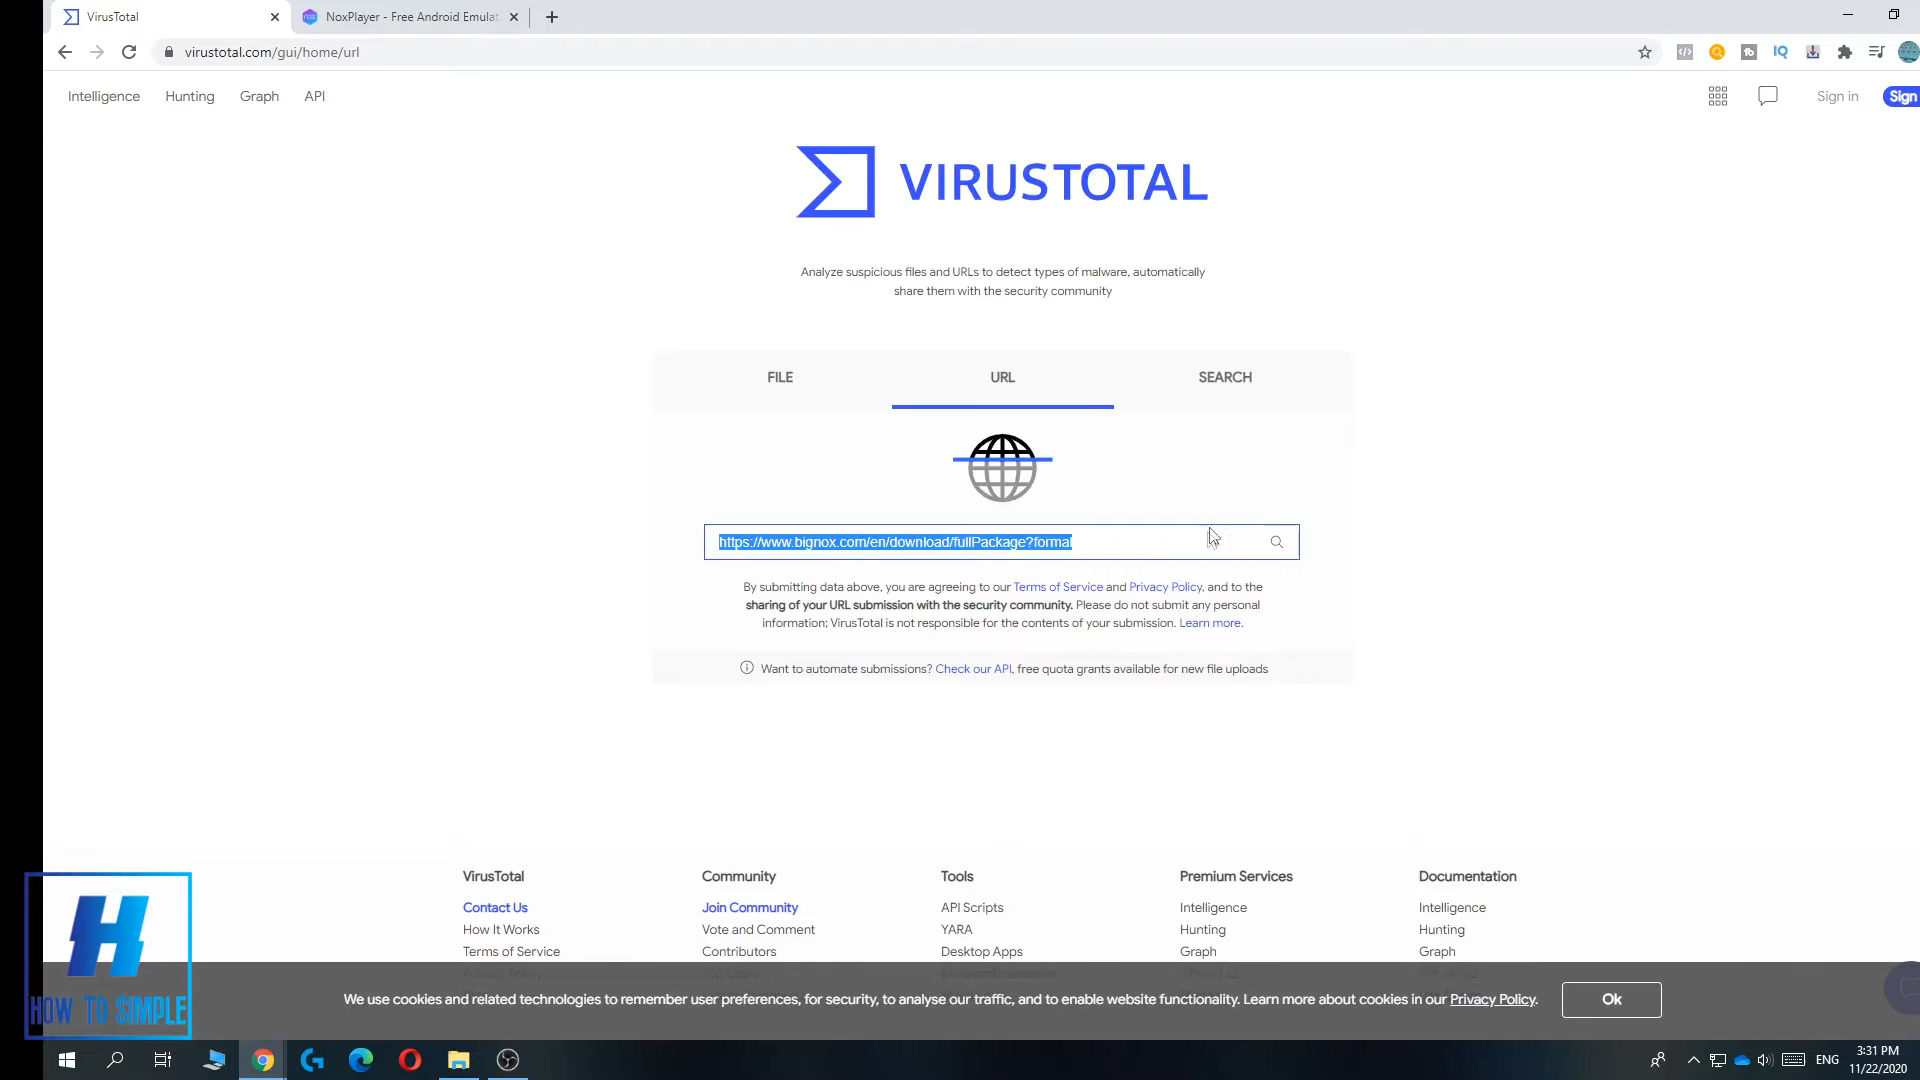 VirusTotal
NoxPlayer - Free Android Emulat
virustotal.com/gui/home/url
Intelligence Hunting Graph API
Sign in
Sign
VIRUSTOTAL
Analyze suspicious files and URLs to detect types of malware, automatically
share them with the security community
FILE URL SEARCH
https://www.bignox.com/en/download/fullPackage?formal
By submitting data above, you are agreeing to our Terms of Service and Privacy Policy, and to the
sharing of your URL submission with the security community. Please do not submit any personal
information; VirusTotal is not responsible for the contents of your submission. Learn more.
Want to automate submissions? Check our API, free quota grants available for new file uploads
VirusTotal
Contact Us
How It Works
Terms of Service
Community
Join Community
Vote and Comment
Contributors
Tools
API Scripts
YARA
Desktop Apps
Premium Services
Intelligence
Hunting
Graph
Documentation
Intelligence
Hunting
Graph
We use cookies and related technologies to remember user preferences, for security, to analyse our traffic, and to enable website functionality. Learn more about cookies in our Privacy Policy.
Ok
H
HOW TO SIMPLE
ENG
3:31 PM
11/22/2020